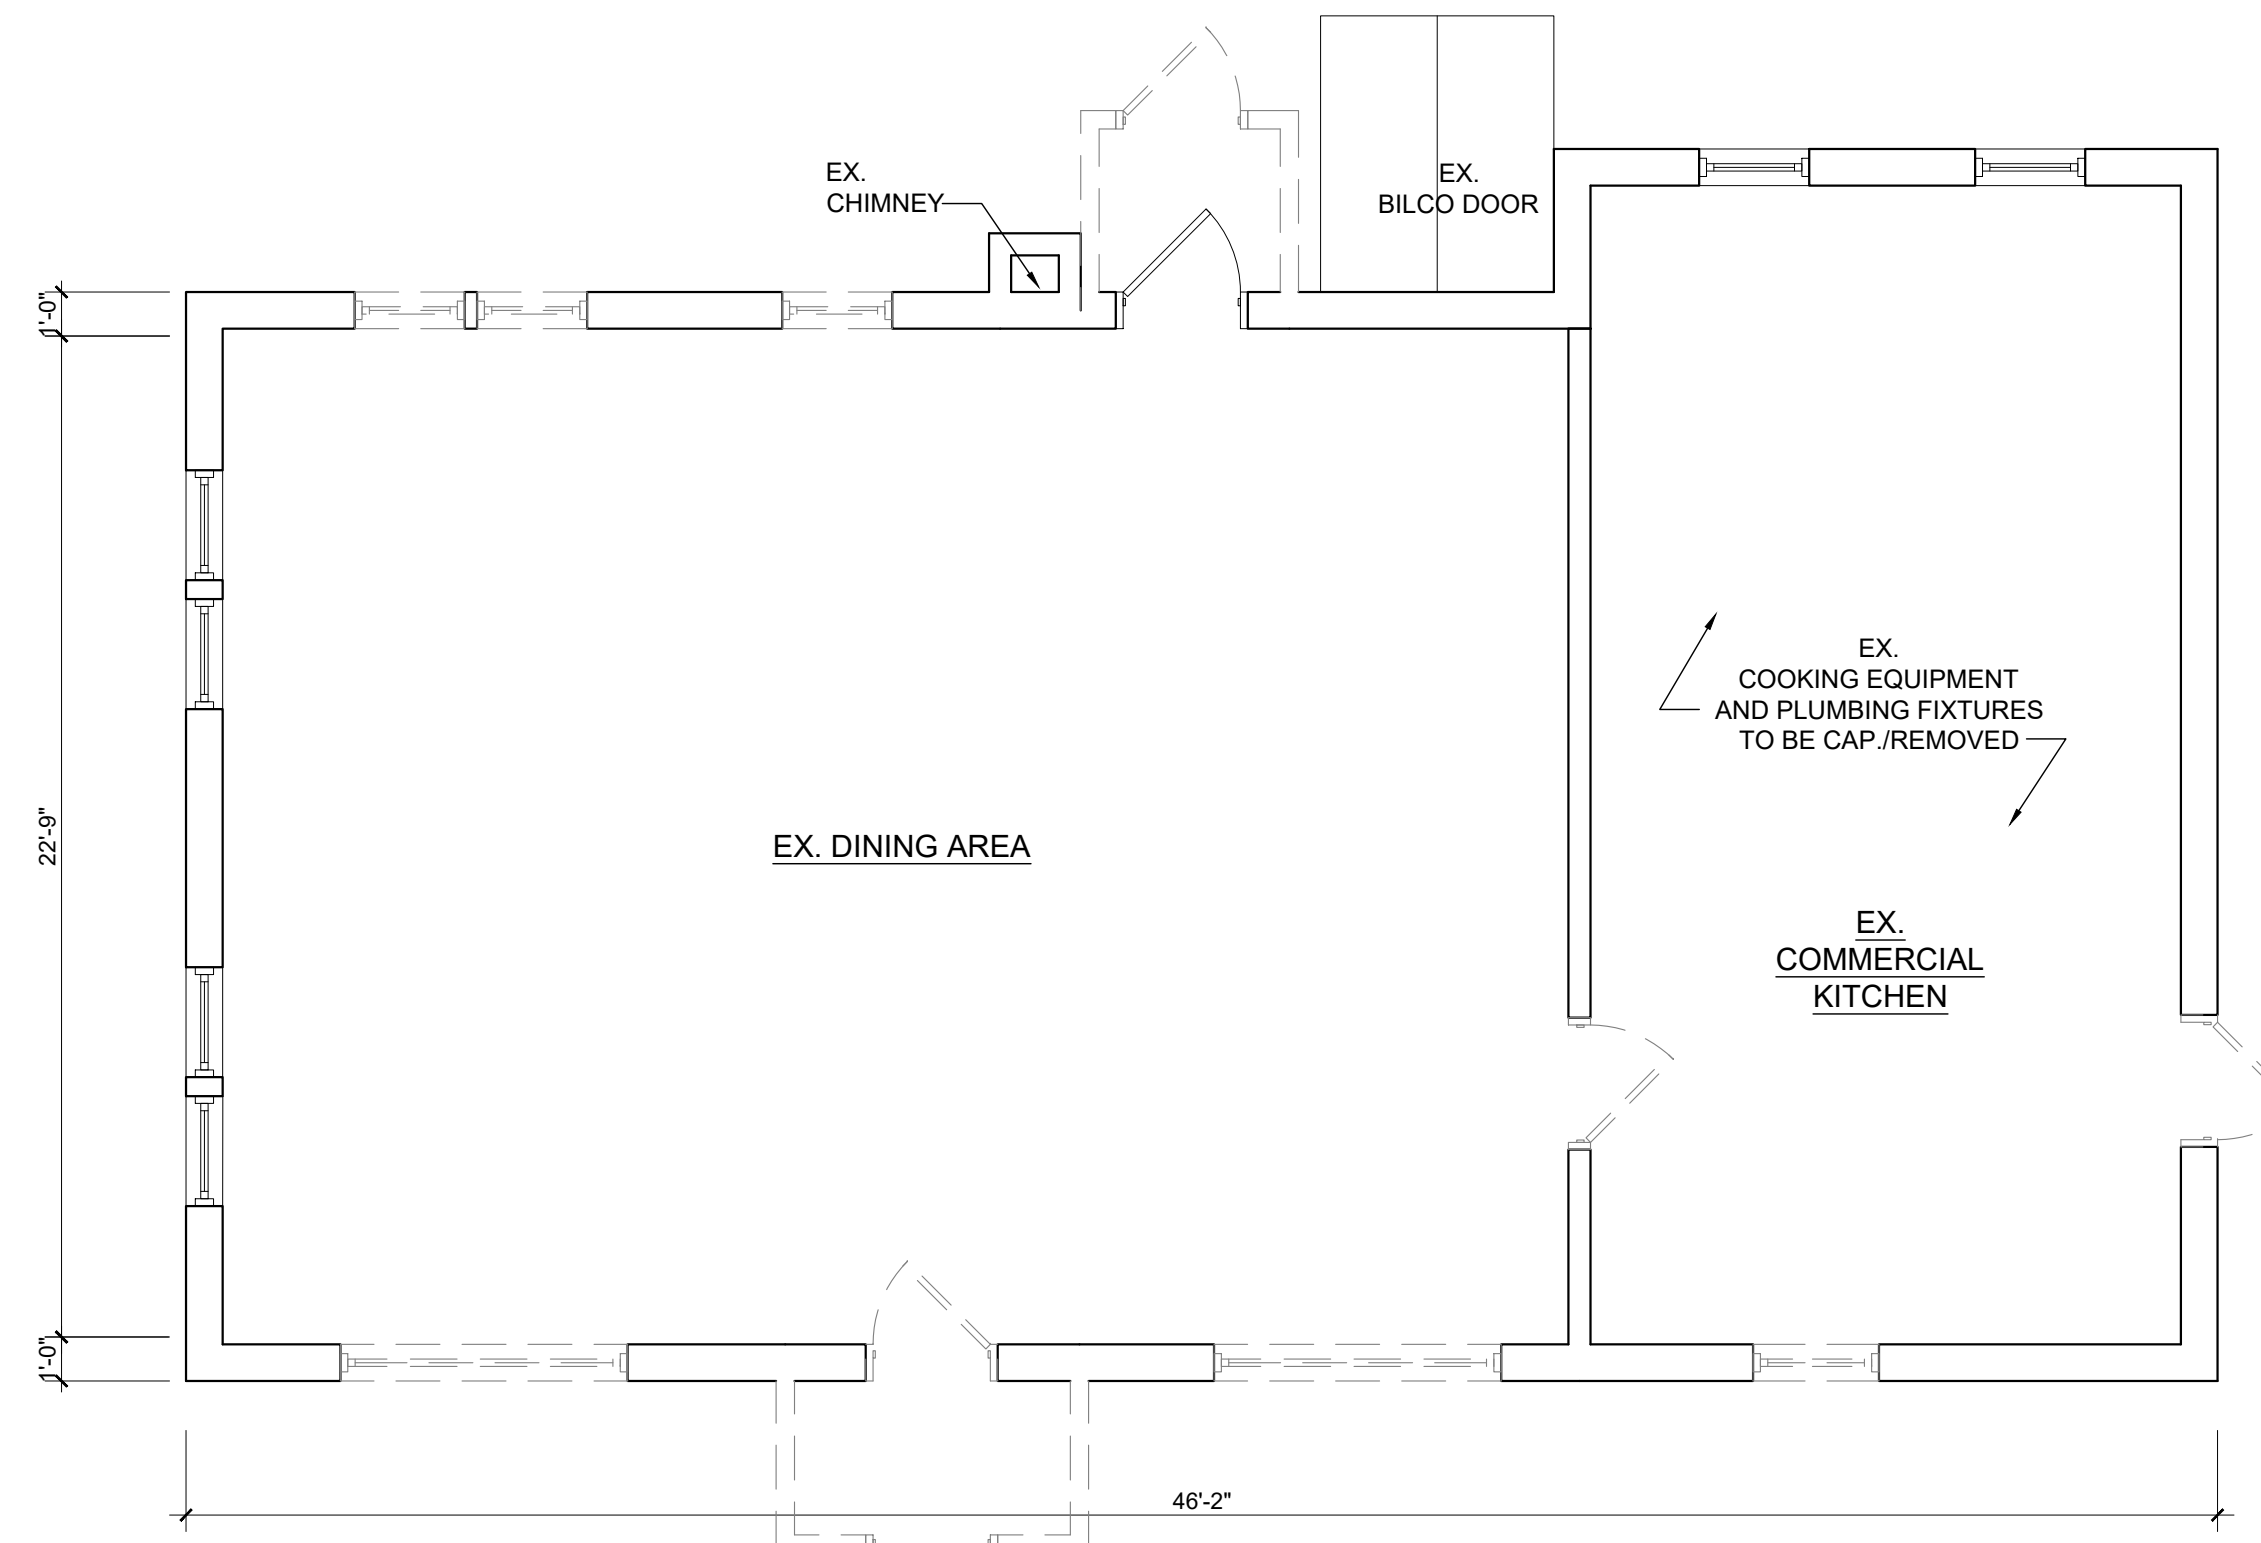 EX.
CHIMNEY
EX.
BILCO DOOR
1'-0"
22'-9"
1'-0"
EX.
COOKING EQUIPMENT
AND PLUMBING FIXTURES
TO BE CAP./REMOVED
EX. DINING AREA
EX.
COMMERCIAL
KITCHEN
46'-2"